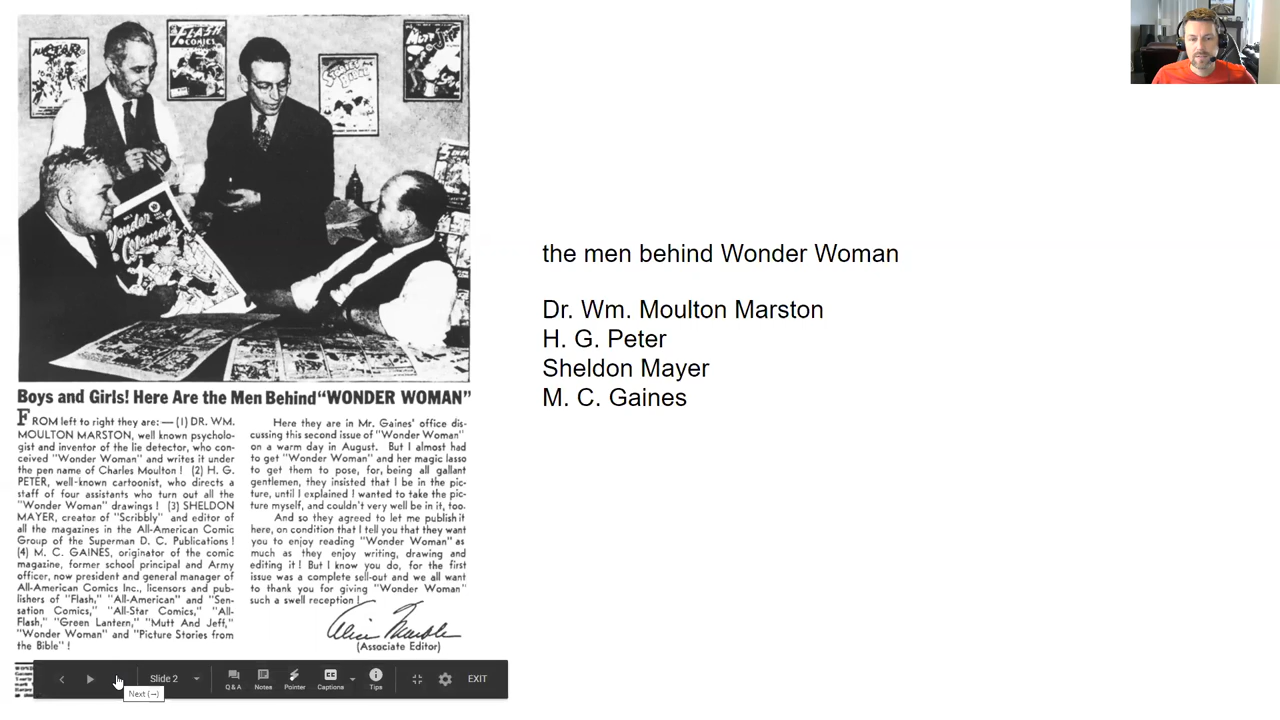 ALL STAR
FLASH
COMICS
MUTT
JEFF
Wonder
Woman
Boys and Girls! Here Are the Men Behind "WONDER WOMAN"
FROM left to right they are: — (1) DR. WM.
MOULTON MARSTON, well known psycholo-
gist and inventor of the lie detector, who con-
ceived "Wonder Woman" and writes it under
the pen name of Charles Moulton! (2) H. G.
PETER, well-known cartoonist, who directs a
staff of four assistants who turn out all the
"Wonder Woman" drawings! (3) SHELDON
MAYER, creator of "Scribbly" and editor of
all the magazines in the All-American Comic
Group of the Superman D. C. Publications!
(4) M. C. GAINES, originator of the comic
magazine, former school principal and Army
officer, now president and general manager of
All-American Comics Inc., licensors and pub-
lishers of "Flash," "All-American" and "Sen-
sation Comics," "All-Star Comics," "All-
Flash," "Green Lantern," "Mutt And Jeff,"
"Wonder Woman" and "Picture Stories from
the Bible"!
Here they are in Mr. Gaines' office dis-
cussing this second issue of "Wonder Woman"
on a warm day in August. But I almost had
to get "Wonder Woman" and her magic lasso
to get them to pose, for, being all gallant
gentlemen, they insisted that I be in the pic-
ture, until I explained I wanted to take the pic-
ture myself, and couldn't very well be in it, too.
And so they agreed to let me publish it
here, on condition that I tell you that they want
you to enjoy reading "Wonder Woman" as
much as they enjoy writing, drawing and
editing it! But I know you do, for the first
issue was a complete sell-out and we all want
to thank you for giving "Wonder Woman"
such a swell reception!
Alice Marble
(Associate Editor)
the men behind Wonder Woman
Dr. Wm. Moulton Marston
H. G. Peter
Sheldon Mayer
M. C. Gaines
Slide 2
Q & A
Notes
Pointer
Captions
Tips
EXIT
Next (→)